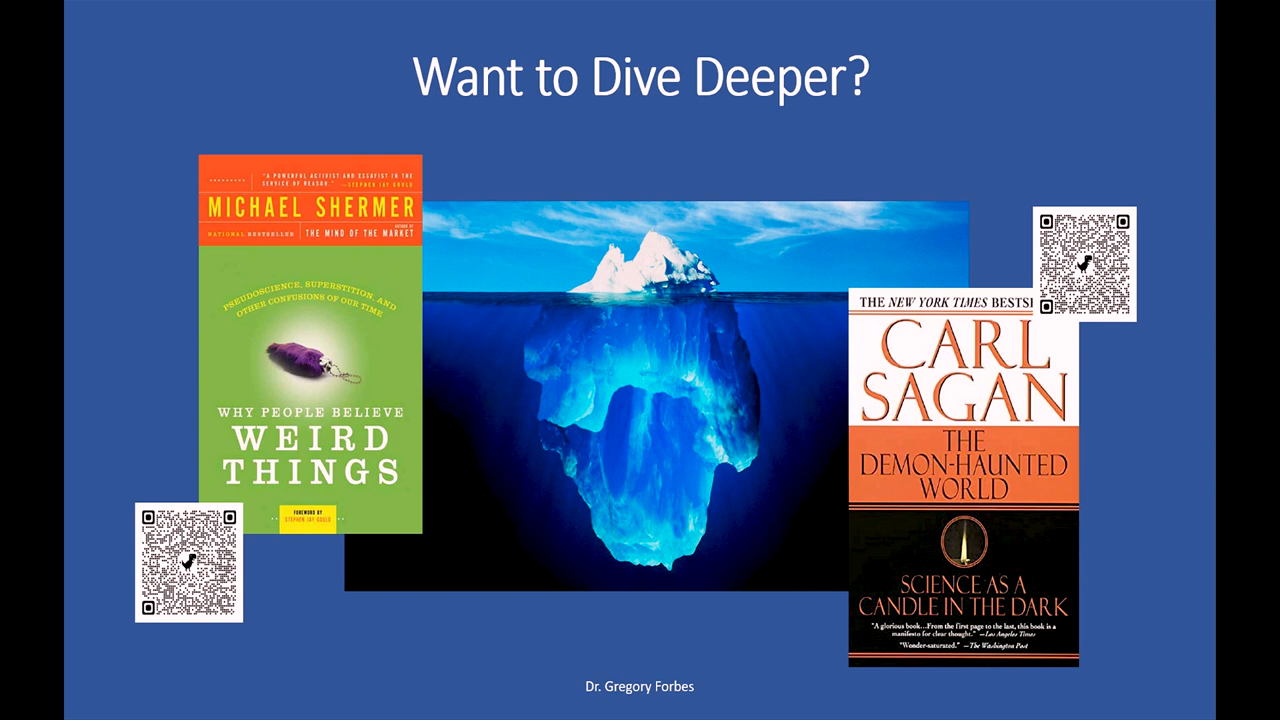 Want to Dive Deeper?
"A POWERFUL ACTIVIST AND ESSAYIST IN THE
SERVICE OF REASON." —STEPHEN JAY GOULD
MICHAEL SHERMER
NATIONAL BESTSELLER
AUTHOR OF
THE MIND OF THE MARKET
PSEUDOSCIENCE, SUPERSTITION, AND
OTHER CONFUSIONS OF OUR TIME
WHY PEOPLE BELIEVE
WEIRD
THINGS
FOREWORD BY
STEPHEN JAY GOULD
THE NEW YORK TIMES BESTS
CARL
SAGAN
THE
DEMON-HAUNTED
WORLD
SCIENCE AS A
CANDLE IN THE DARK
"A glorious book...From the first page to the last, this book is a
manifesto for clear thought." —Los Angeles Times
"Wonder-saturated." —The Washington Post
Dr. Gregory Forbes